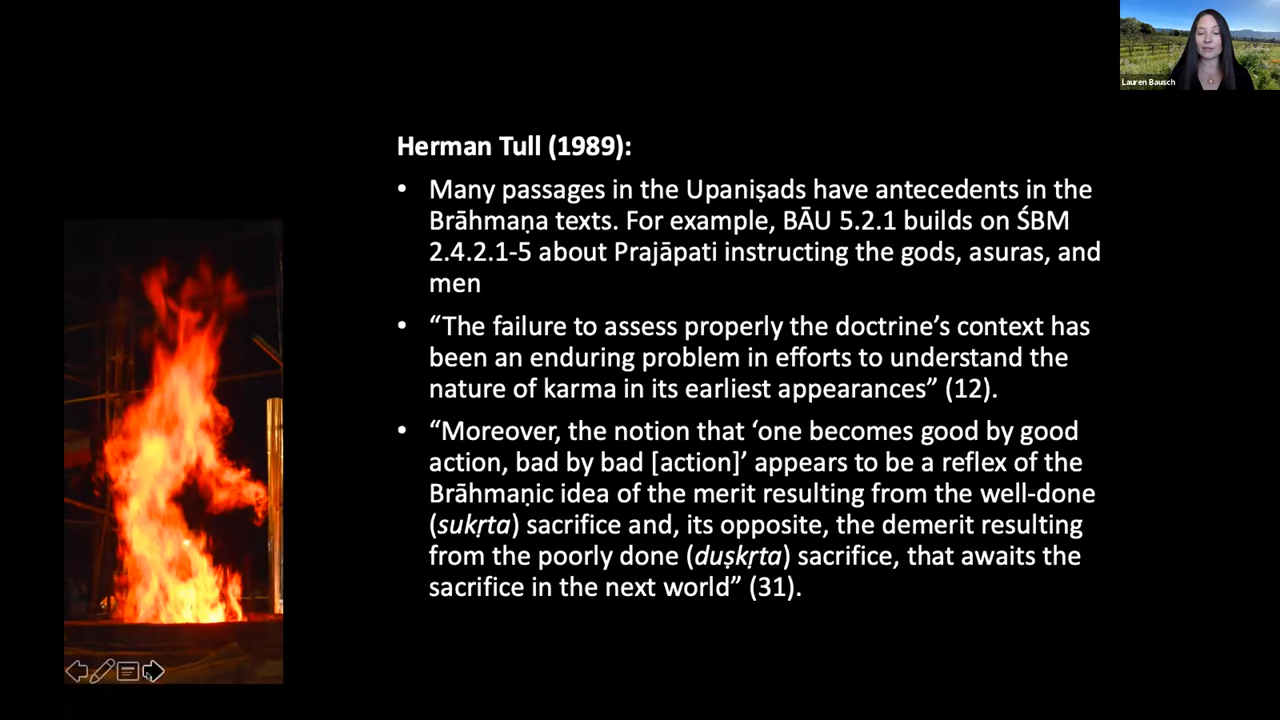 Lauren Bausch
Herman Tull (1989):
• Many passages in the Upaniṣads have antecedents in the
Brāhmaṇa texts. For example, BĀU 5.2.1 builds on ŚBM
2.4.2.1-5 about Prajāpati instructing the gods, asuras, and
men
• “The failure to assess properly the doctrine’s context has
been an enduring problem in efforts to understand the
nature of karma in its earliest appearances” (12).
• “Moreover, the notion that ‘one becomes good by good
action, bad by bad [action]’ appears to be a reflex of the
Brāhmaṇic idea of the merit resulting from the well-done
(sukṛta) sacrifice and, its opposite, the demerit resulting
from the poorly done (duṣkṛta) sacrifice, that awaits the
sacrifice in the next world” (31).